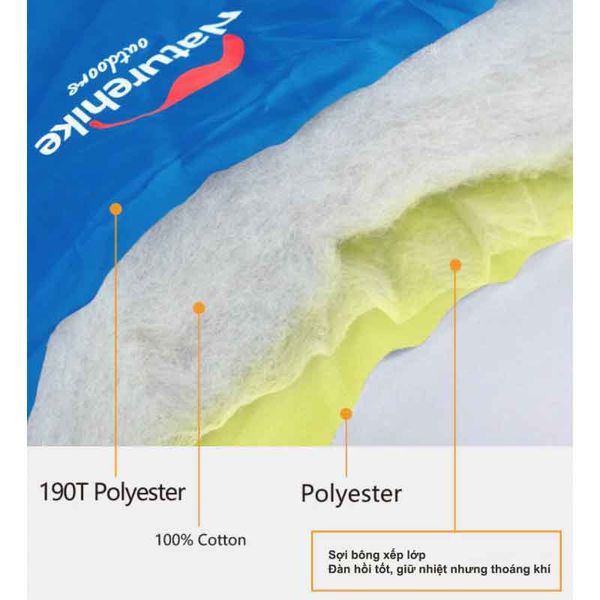 Naturehike
outdoors
190T Polyester
Polyester
100% Cotton
Sợi bông xếp lớp
Đàn hồi tốt, giữ nhiệt nhưng thoáng khí